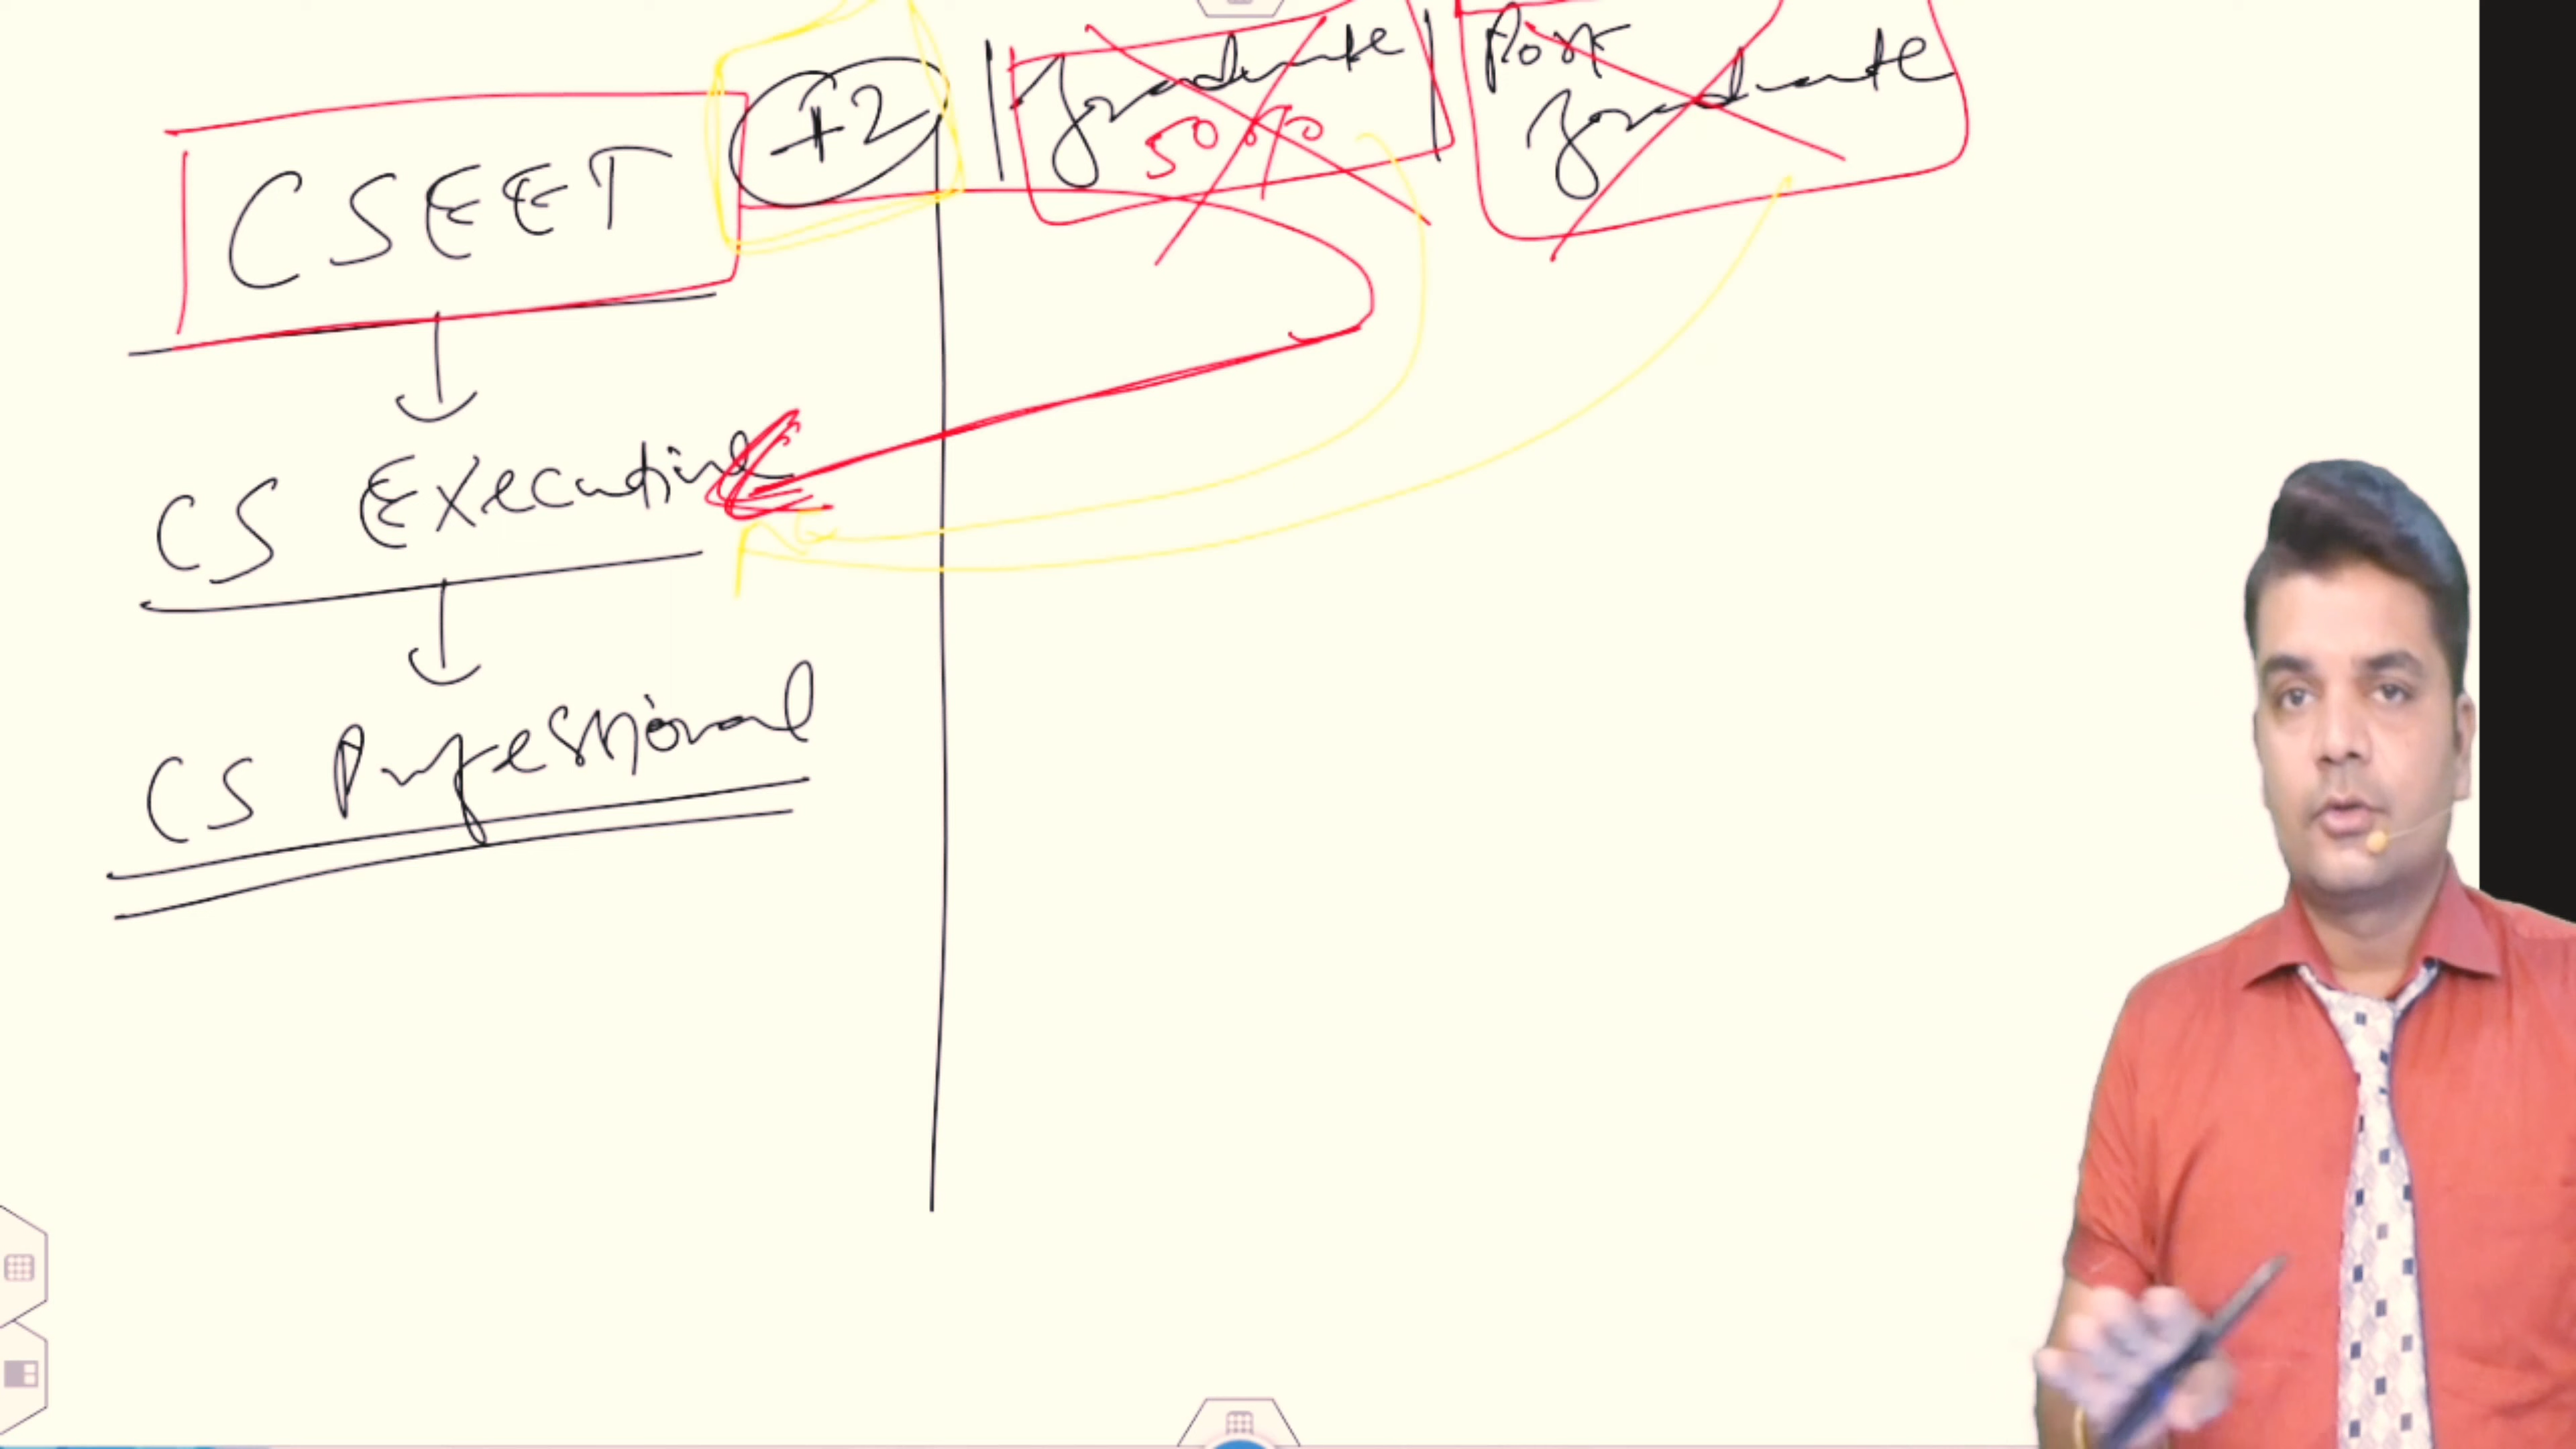 CSEET +2 | Graduate | Post Graduate
50%
CS Executive
CS Professional